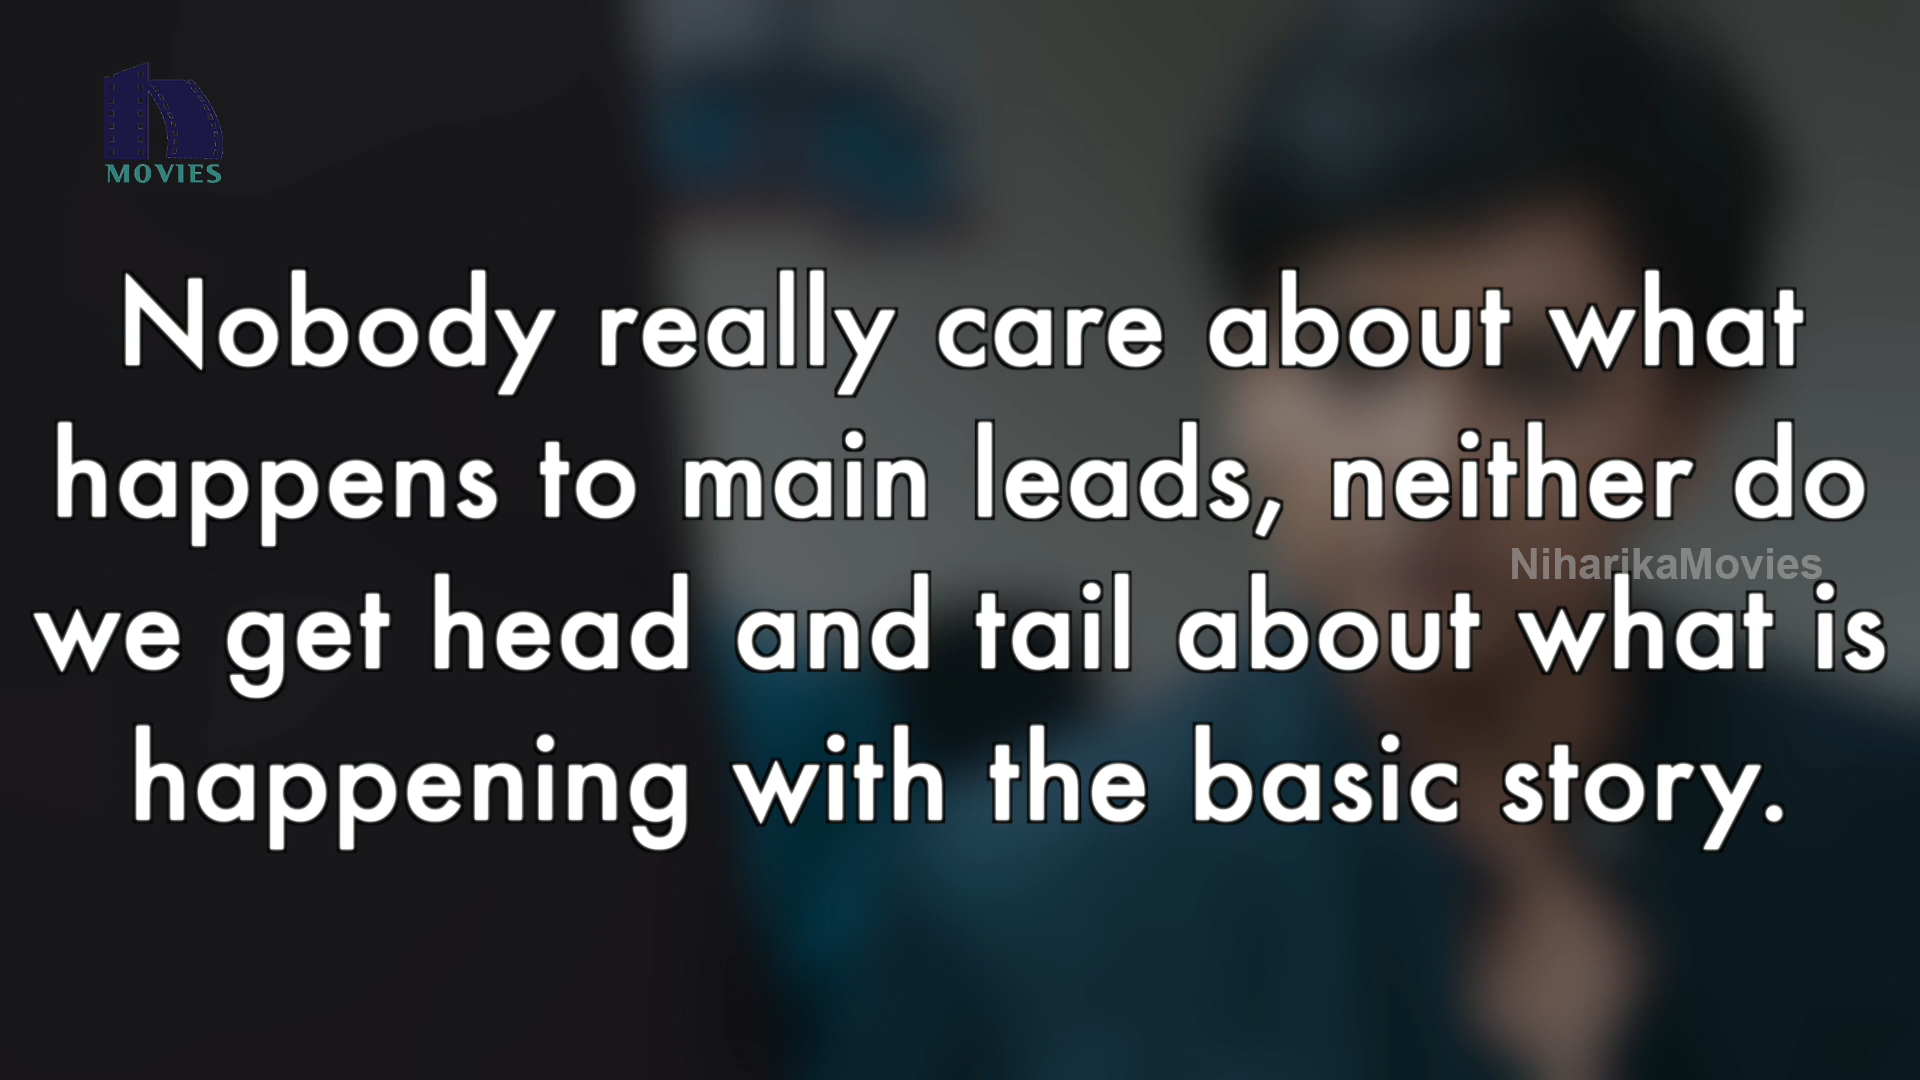 MOVIES
Nobody really care about what
happens to main leads, neither do
NiharikaMovies
we get head and tail about what is
happening with the basic story.